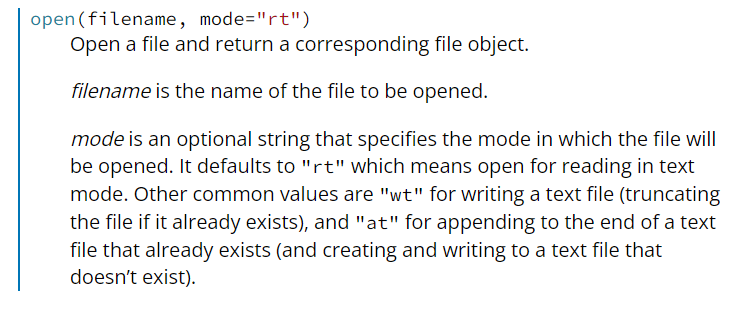 open(filename, mode="rt")
Open a file and return a corresponding file object.
filename is the name of the file to be opened.
mode is an optional string that specifies the mode in which the file will
be opened. It defaults to "rt" which means open for reading in text
mode. Other common values are "wt" for writing a text file (truncating
the file if it already exists), and "at" for appending to the end of a text
file that already exists (and creating and writing to a text file that
doesn’t exist).